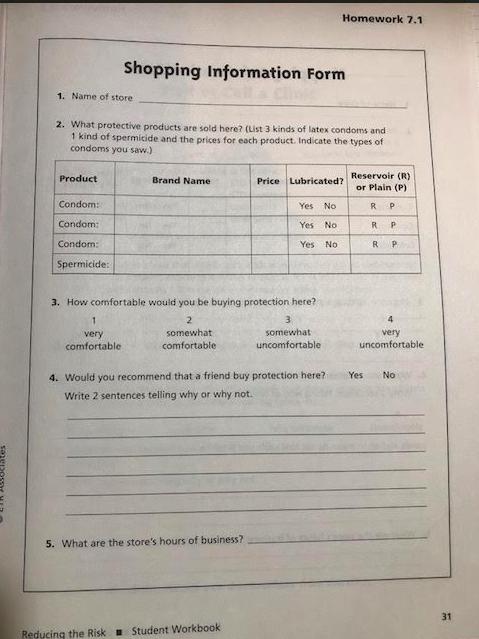 Homework 7.1
Shopping Information Form
1. Name of store
2. What protective products are sold here? (List 3 kinds of latex condoms and
1 kind of spermicide and the prices for each product. Indicate the types of
condoms you saw.)
Product Brand Name Price Lubricated? Reservoir (R)
or Plain (P)
Condom: Yes No R P
Condom: Yes No R P
Condom: Yes No R P
Spermicide:
3. How comfortable would you be buying protection here?
1 2 3 4
very somewhat somewhat very
comfortable comfortable uncomfortable uncomfortable
4. Would you recommend that a friend buy protection here? Yes No
Write 2 sentences telling why or why not.
5. What are the store's hours of business?
© ETR Associates
31
Reducing the Risk ■ Student Workbook